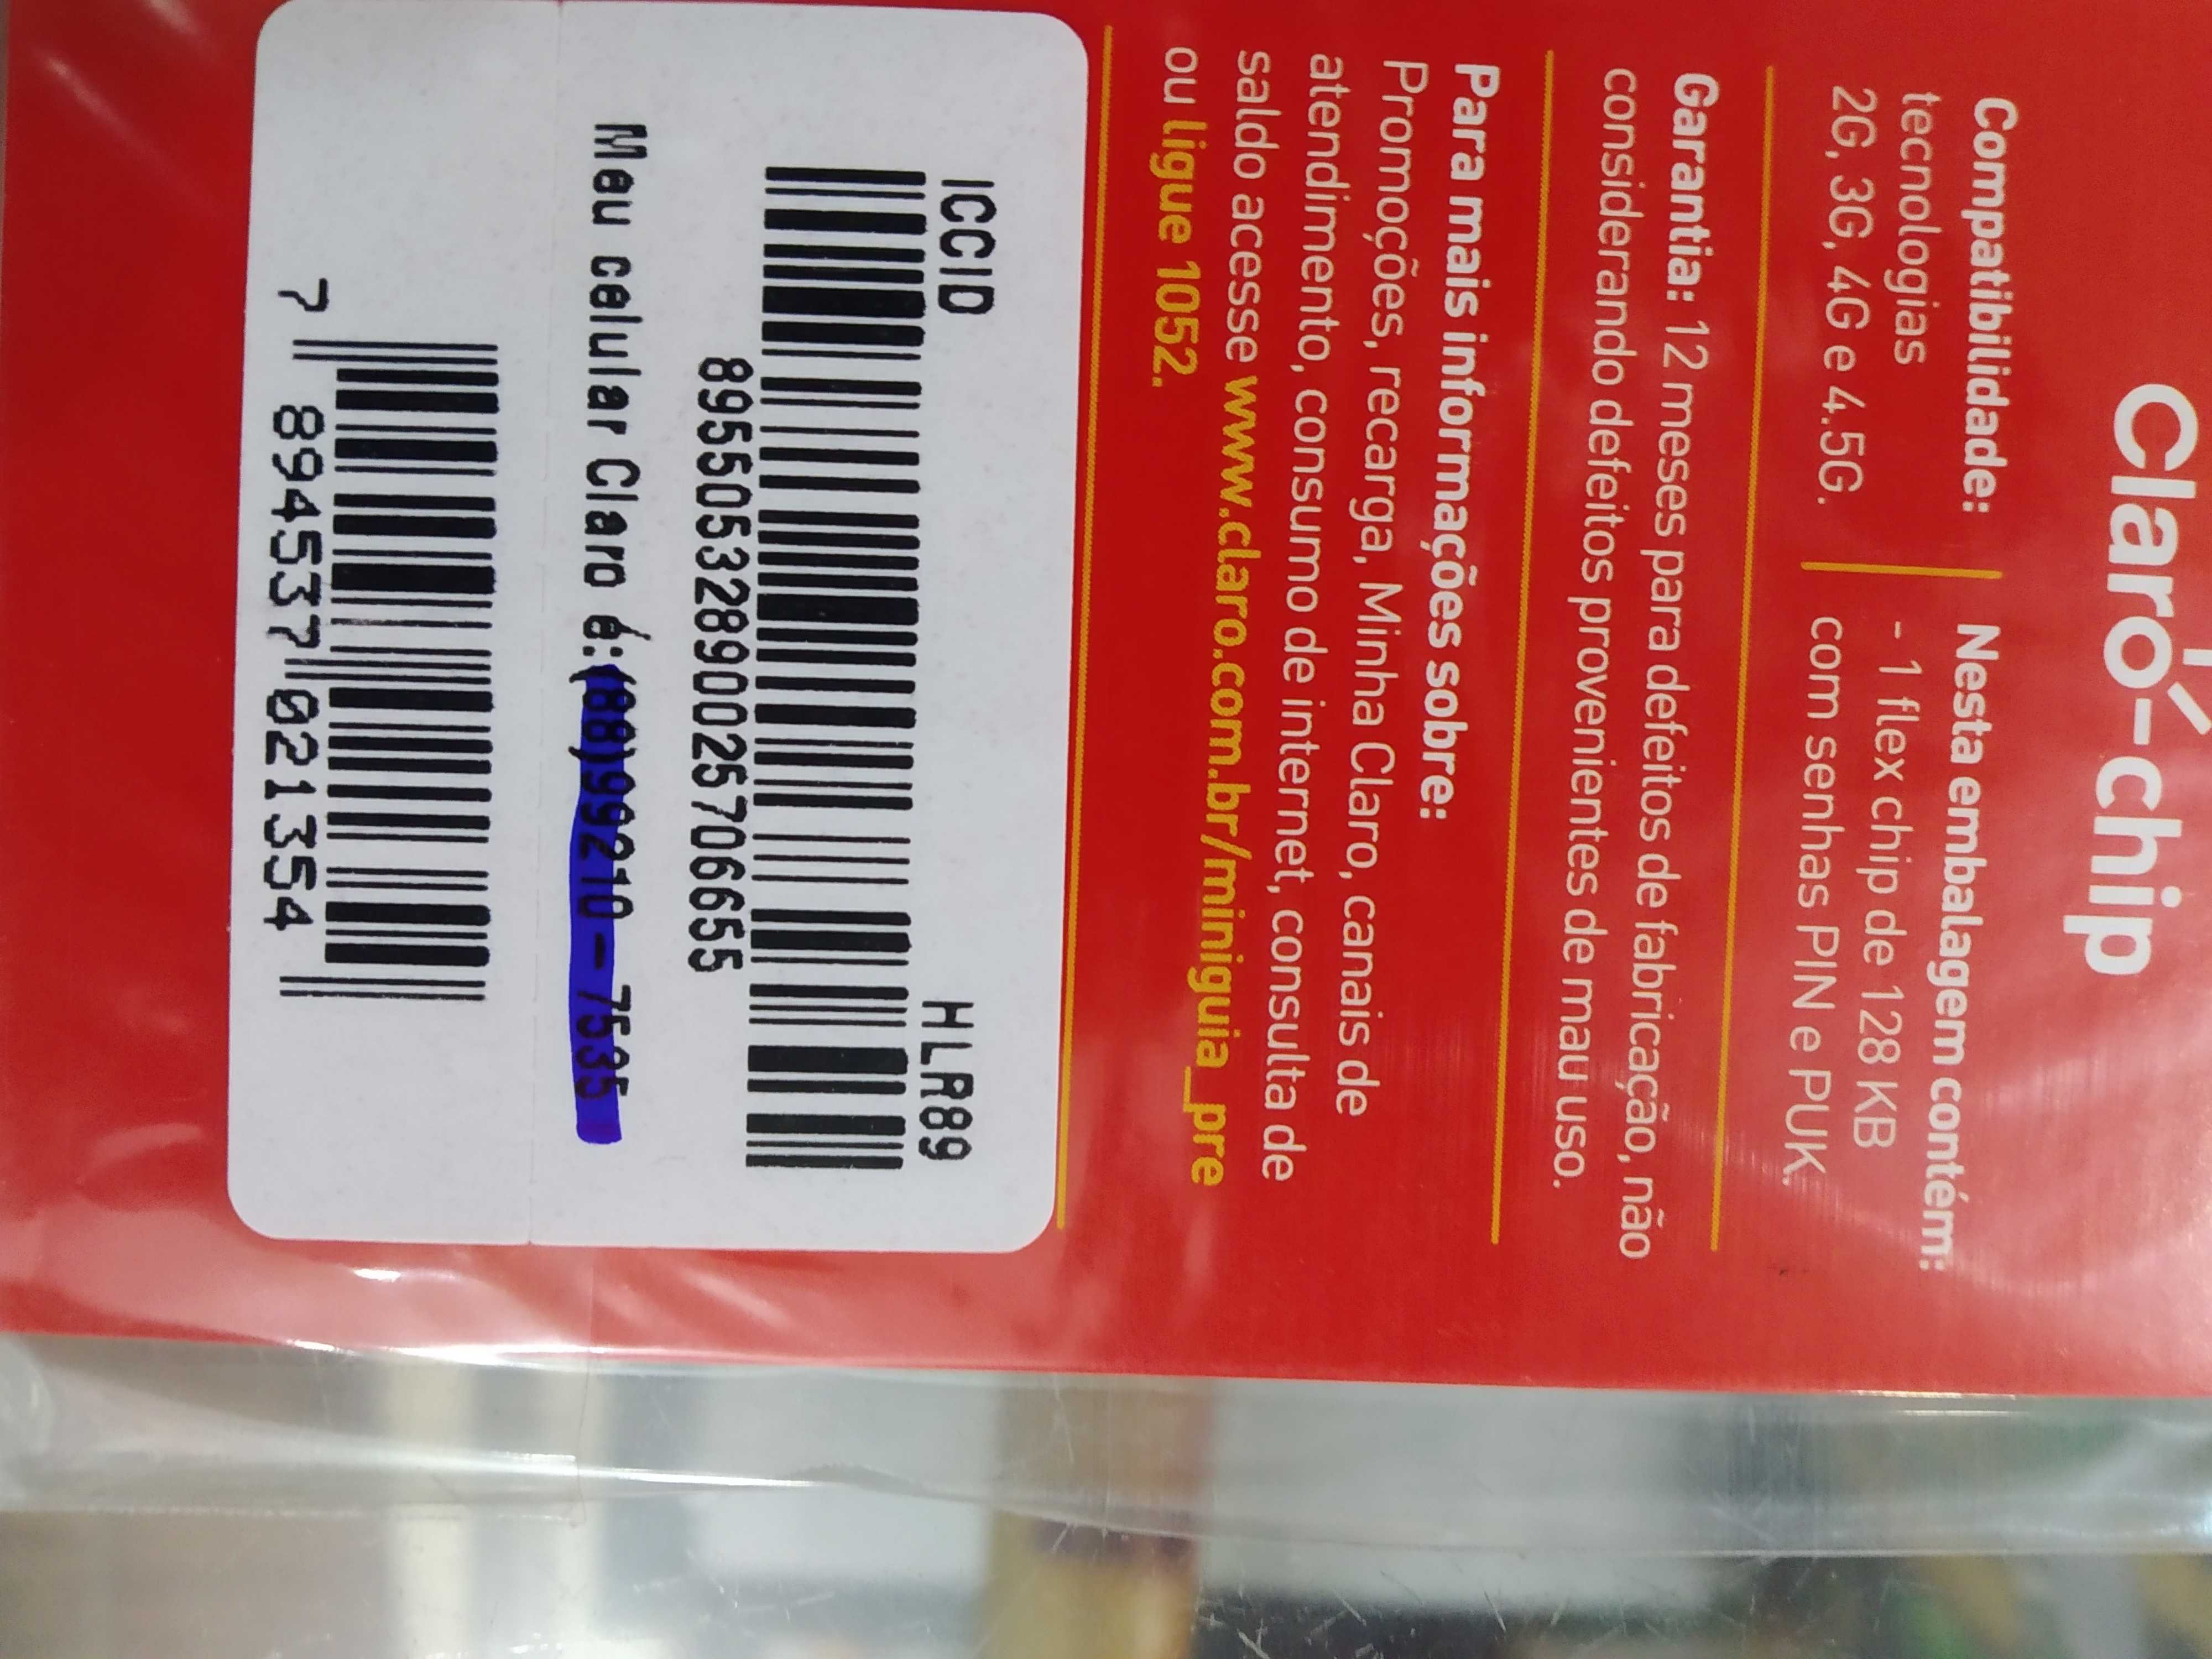 Claro-chip
Compatibilidade:
tecnologias
2G, 3G, 4G e 4.5G.
Nesta embalagem contém:
- 1 flex chip de 128 KB
com senhas PIN e PUK.
Garantia: 12 meses para defeitos de fabricação, não
considerando defeitos provenientes de mau uso.
Para mais informações sobre:
Promoções, recarga, Minha Claro, canais de
atendimento, consumo de internet, consulta de
saldo acesse www.claro.com.br/miniguia_pre
ou ligue 1052.
ICCID HLR89
89550532890025706655
Meu celular Claro é:(88)99210-7535
7 894537 021354